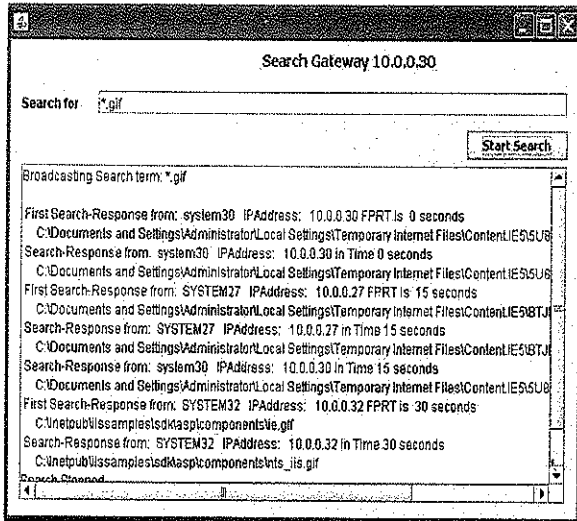 Search Gateway 10.0.0.30
Search for *.gif
Start Search
Broadcasting Search term: *.gif
First Search-Response from: system30 IPAddress: 10.0.0.30 FPRT is 0 seconds
C:\Documents and Settings\Administrator\Local Settings\Temporary Internet Files\Content.IE5\5U8
Search-Response from: system30 IPAddress: 10.0.0.30 in Time 0 seconds
C:\Documents and Settings\Administrator\Local Settings\Temporary Internet Files\Content.IE5\5U6
First Search-Response from: SYSTEM27 IPAddress: 10.0.0.27 FPRT is 15 seconds
C:\Documents and Settings\Administrator\Local Settings\Temporary Internet Files\Content.IE5\BTJI
Search-Response from: SYSTEM27 IPAddress: 10.0.0.27 in Time 15 seconds
C:\Documents and Settings\Administrator\Local Settings\Temporary Internet Files\Content.IE5\BTJI
Search-Response from: system30 IPAddress: 10.0.0.30 in Time 15 seconds
C:\Documents and Settings\Administrator\Local Settings\Temporary Internet Files\Content.IE5\5U8
First Search-Response from: SYSTEM32 IPAddress: 10.0.0.32 FPRT is 30 seconds
C:\Inetpub\iissamples\sdk\asp\components\ie.gif
Search-Response from: SYSTEM32 IPAddress: 10.0.0.32 in Time 30 seconds
C:\Inetpub\iissamples\sdk\asp\components\nts_iis.gif
Search Stopped